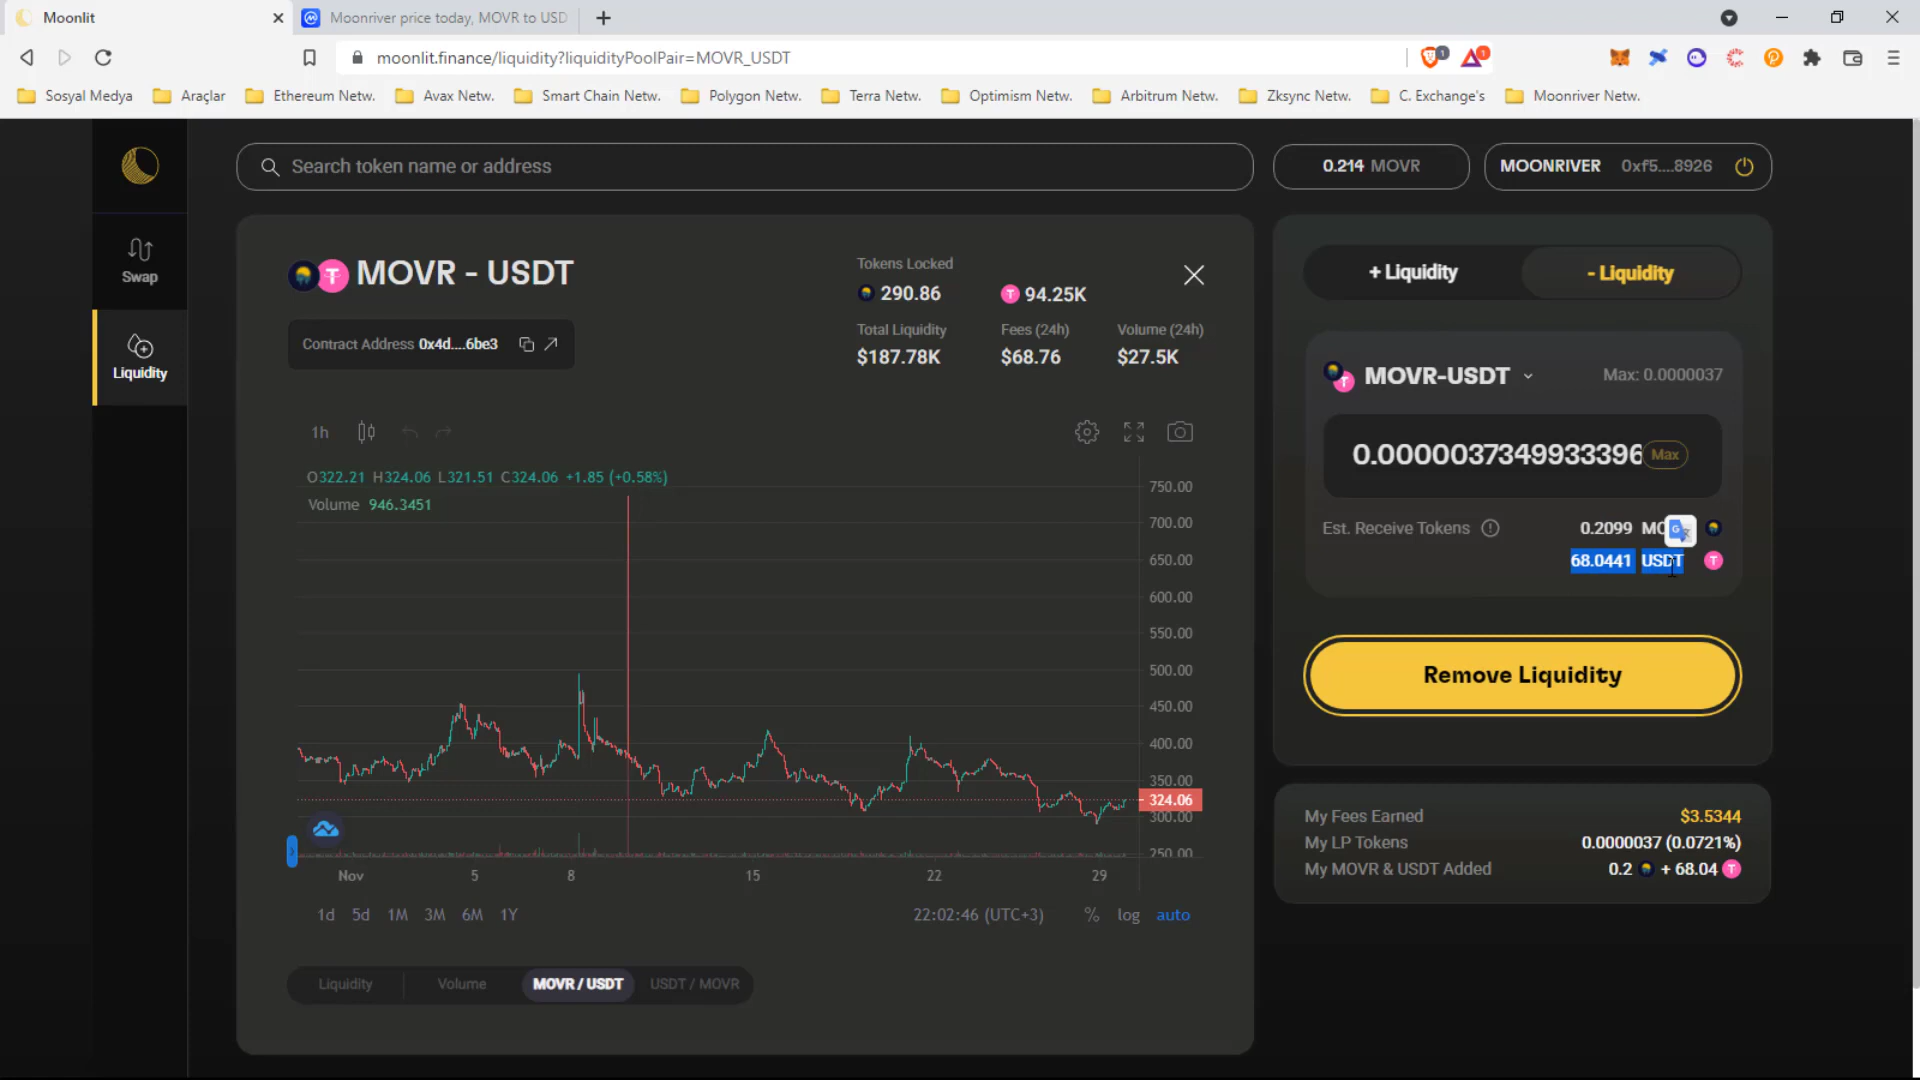 Moonlit
Moonriver price today, MOVR to USD
moonlit.finance/liquidity?liquidityPoolPair=MOVR_USDT
1
1
Sosyal Medya
Araçlar
Ethereum Netw.
Avax Netw.
Smart Chain Netw.
Polygon Netw.
Terra Netw.
Optimism Netw.
Arbitrum Netw.
Zksync Netw.
C. Exchange's
Moonriver Netw.
Search token name or address
0.214 MOVR
MOONRIVER 0xf5....8926
Swap
Liquidity
MOVR - USDT
Contract Address 0x4d....6be3
Tokens Locked
290.86
94.25K
Total Liquidity
Fees (24h)
Volume (24h)
$187.78K
$68.76
$27.5K
1h
O322.21 H324.06 L321.51 C324.06 +1.85 (+0.58%)
Volume 946.3451
750.00
700.00
650.00
600.00
550.00
500.00
450.00
400.00
350.00
324.06
300.00
250.00
Nov
5
8
15
22
29
1d 5d 1M 3M 6M 1Y
22:02:46 (UTC+3)
% log auto
Liquidity
Volume
MOVR / USDT
USDT / MOVR
+ Liquidity
- Liquidity
MOVR-USDT
Max: 0.0000037
0.0000037349933396
Max
Est. Receive Tokens
0.2099
68.0441 USDT
Remove Liquidity
My Fees Earned $3.5344
My LP Tokens 0.0000037 (0.0721%)
My MOVR & USDT Added 0.2 + 68.04